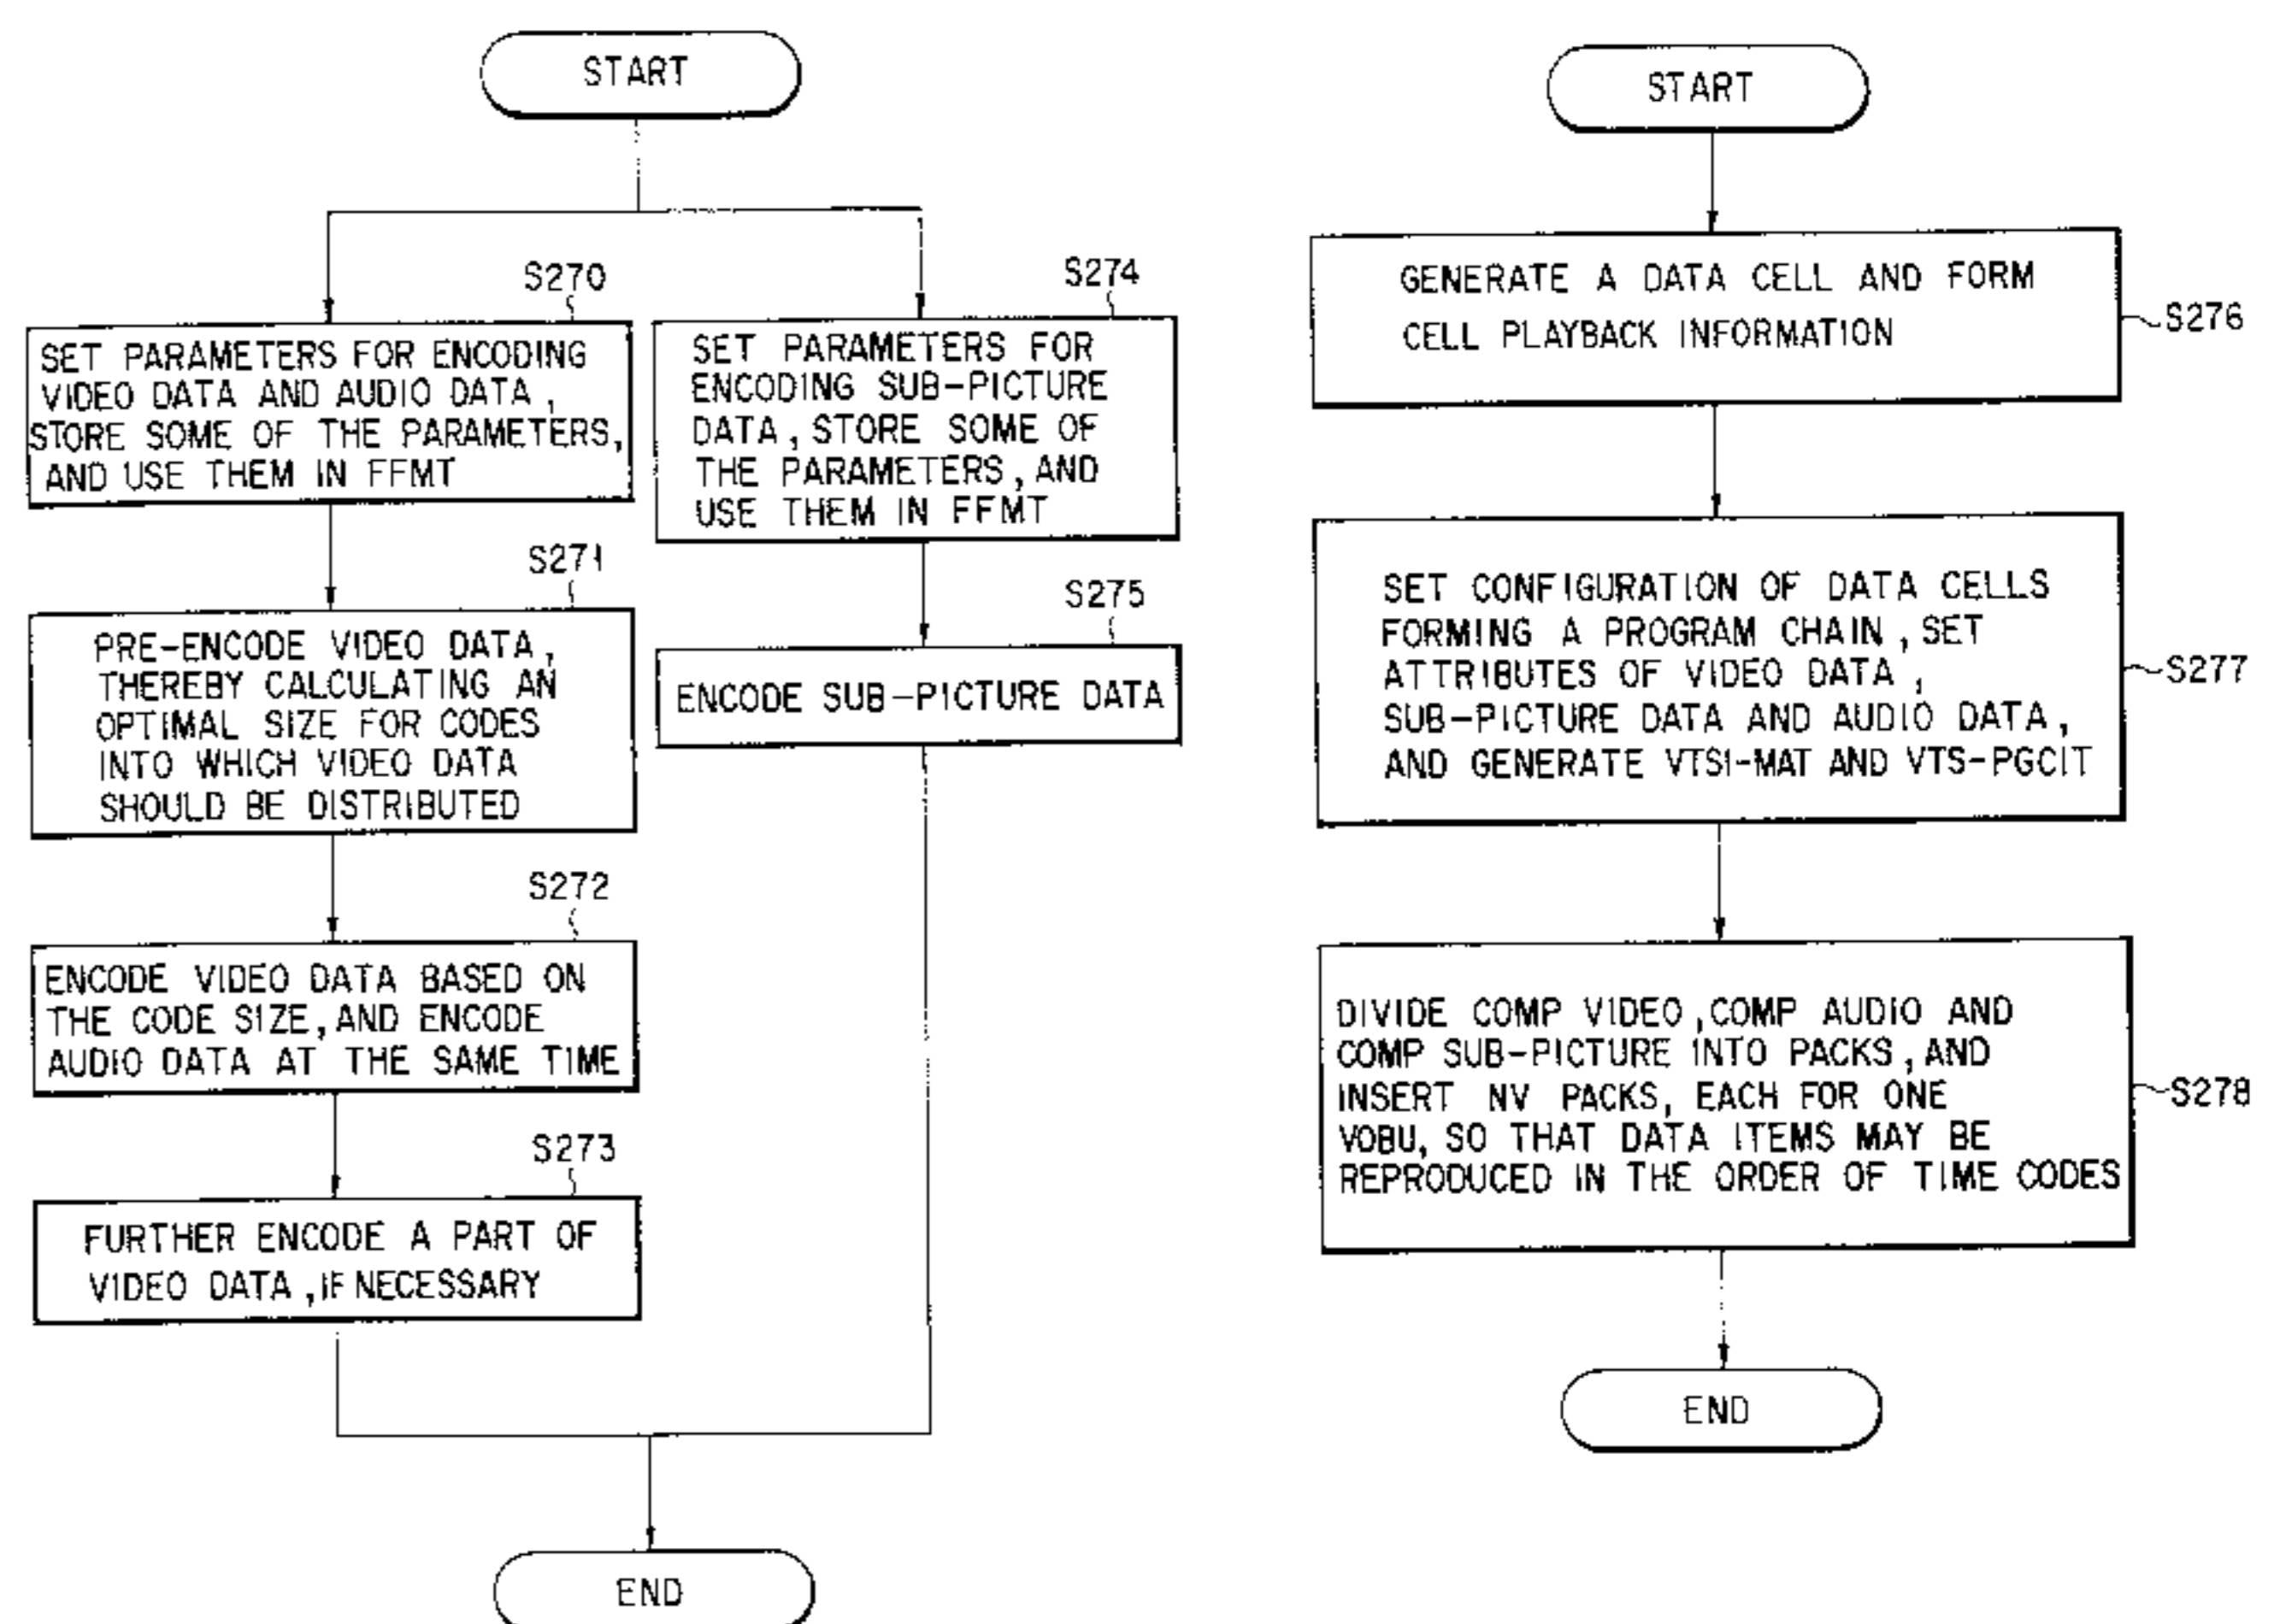 START
S270
SET PARAMETERS FOR ENCODING
VIDEO DATA AND AUDIO DATA,
STORE SOME OF THE PARAMETERS,
AND USE THEM IN FFMT
S271
PRE-ENCODE VIDEO DATA,
THEREBY CALCULATING AN
OPTIMAL SIZE FOR CODES
INTO WHICH VIDEO DATA
SHOULD BE DISTRIBUTED
S272
ENCODE VIDEO DATA BASED ON
THE CODE SIZE, AND ENCODE
AUDIO DATA AT THE SAME TIME
S273
FURTHER ENCODE A PART OF
VIDEO DATA, IF NECESSARY
S274
SET PARAMETERS FOR
ENCODING SUB-PICTURE
DATA, STORE SOME OF
THE PARAMETERS, AND
USE THEM IN FFMT
S275
ENCODE SUB-PICTURE DATA
END
START
GENERATE A DATA CELL AND FORM
CELL PLAYBACK INFORMATION
S276
SET CONFIGURATION OF DATA CELLS
FORMING A PROGRAM CHAIN, SET
ATTRIBUTES OF VIDEO DATA,
SUB-PICTURE DATA AND AUDIO DATA,
AND GENERATE VTSI-MAT AND VTS-PGCIT
S277
DIVIDE COMP VIDEO, COMP AUDIO AND
COMP SUB-PICTURE INTO PACKS, AND
INSERT NV PACKS, EACH FOR ONE
VOBU, SO THAT DATA ITEMS MAY BE
REPRODUCED IN THE ORDER OF TIME CODES
S278
END